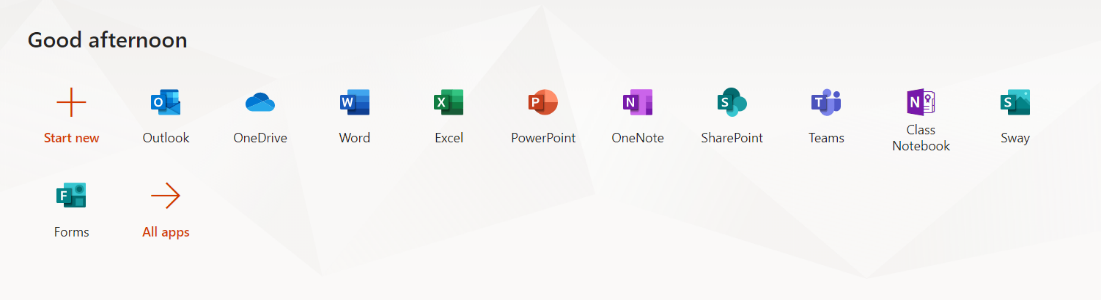 Good afternoon
Start new
Outlook
OneDrive
Word
Excel
PowerPoint
OneNote
SharePoint
Teams
Class
Notebook
Sway
Forms
All apps